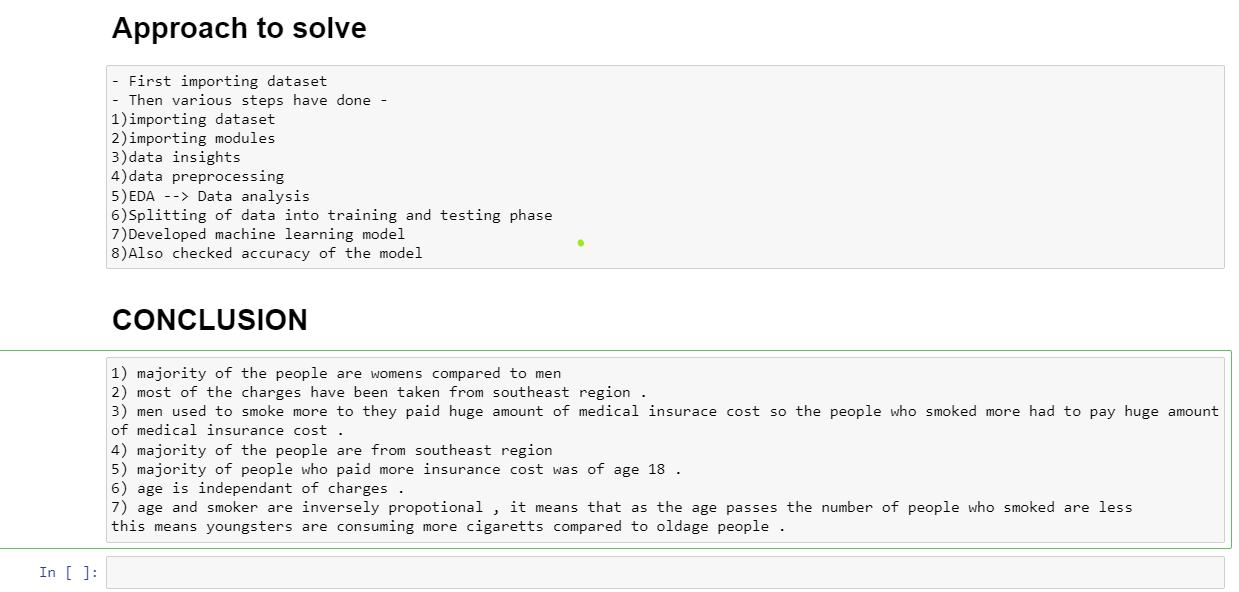 Approach to solve
- First importing dataset
- Then various steps have done -
1)importing dataset
2)importing modules
3)data insights
4)data preprocessing
5)EDA --> Data analysis
6)Splitting of data into training and testing phase
7)Developed machine learning model
8)Also checked accuracy of the model
CONCLUSION
1) majority of the people are womens compared to men
2) most of the charges have been taken from southeast region .
3) men used to smoke more to they paid huge amount of medical insurace cost so the people who smoked more had to pay huge amount
of medical insurance cost .
4) majority of the people are from southeast region
5) majority of people who paid more insurance cost was of age 18 .
6) age is independant of charges .
7) age and smoker are inversely propotional , it means that as the age passes the number of people who smoked are less
this means youngsters are consuming more cigaretts compared to oldage people .
In [ ]: